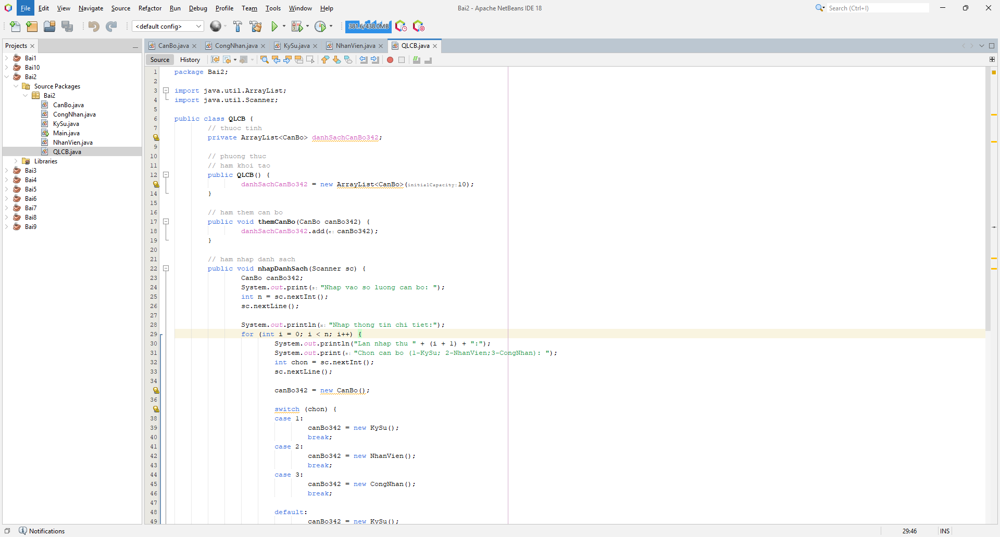 File Edit View Navigate Source Refactor Run Debug Profile Team Tools Window Help
Bai2 - Apache NetBeans IDE 18
Search (Ctrl+I)
<default config>
381.6/438.0MB
Projects
CanBo.java CongNhan.java KySu.java NhanVien.java QLCB.java
Source History
Bai1
Bai10
Bai2
Source Packages
Bai2
CanBo.java
CongNhan.java
KySu.java
Main.java
NhanVien.java
QLCB.java
Libraries
Bai3
Bai4
Bai5
Bai6
Bai7
Bai8
Bai9
1 package Bai2;
2
3 import java.util.ArrayList;
4 import java.util.Scanner;
5
6 public class QLCB {
7 // thuoc tinh
private ArrayList<CanBo> danhSachCanBo342;
9
10 // phuong thuc
11 // ham khoi tao
12 public QLCB() {
danhSachCanBo342 = new ArrayList<CanBo>(initialCapacity:10);
14 }
15
16 // ham them can bo
17 public void themCanBo(CanBo canBo342) {
18 danhSachCanBo342.add(e: canBo342);
19 }
20
21 // ham nhap danh sach
22 public void nhapDanhSach(Scanner sc) {
23 CanBo canBo342;
24 System.out.print(s: "Nhap vao so luong can bo: ");
25 int n = sc.nextInt();
26 sc.nextLine();
27
28 System.out.println(x: "Nhap thong tin chi tiet:");
29 for (int i = 0; i < n; i++) {
30 System.out.println("Lan nhap thu " + (i + 1) + ":");
31 System.out.print(s: "Chon can bo (1-KySu; 2-NhanVien;3-CongNhan): ");
32 int chon = sc.nextInt();
33 sc.nextLine();
34
canBo342 = new CanBo();
36
switch (chon) {
38 case 1:
39 canBo342 = new KySu();
40 break;
41 case 2:
42 canBo342 = new NhanVien();
43 break;
44 case 3:
45 canBo342 = new CongNhan();
46 break;
47
48 default:
49 canBo342 = new KySu();
Notifications
29:46 INS